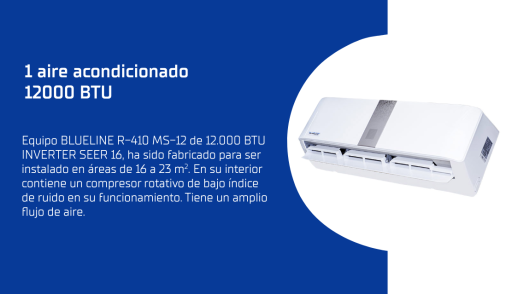 1 aire acondicionado
12000 BTU
Equipo BLUELINE R-410 MS-12 de 12.000 BTU
INVERTER SEER 16, ha sido fabricado para ser
instalado en áreas de 16 a 23 m². En su interior
contiene un compresor rotativo de bajo índice
de ruido en su funcionamiento. Tiene un amplio
flujo de aire.